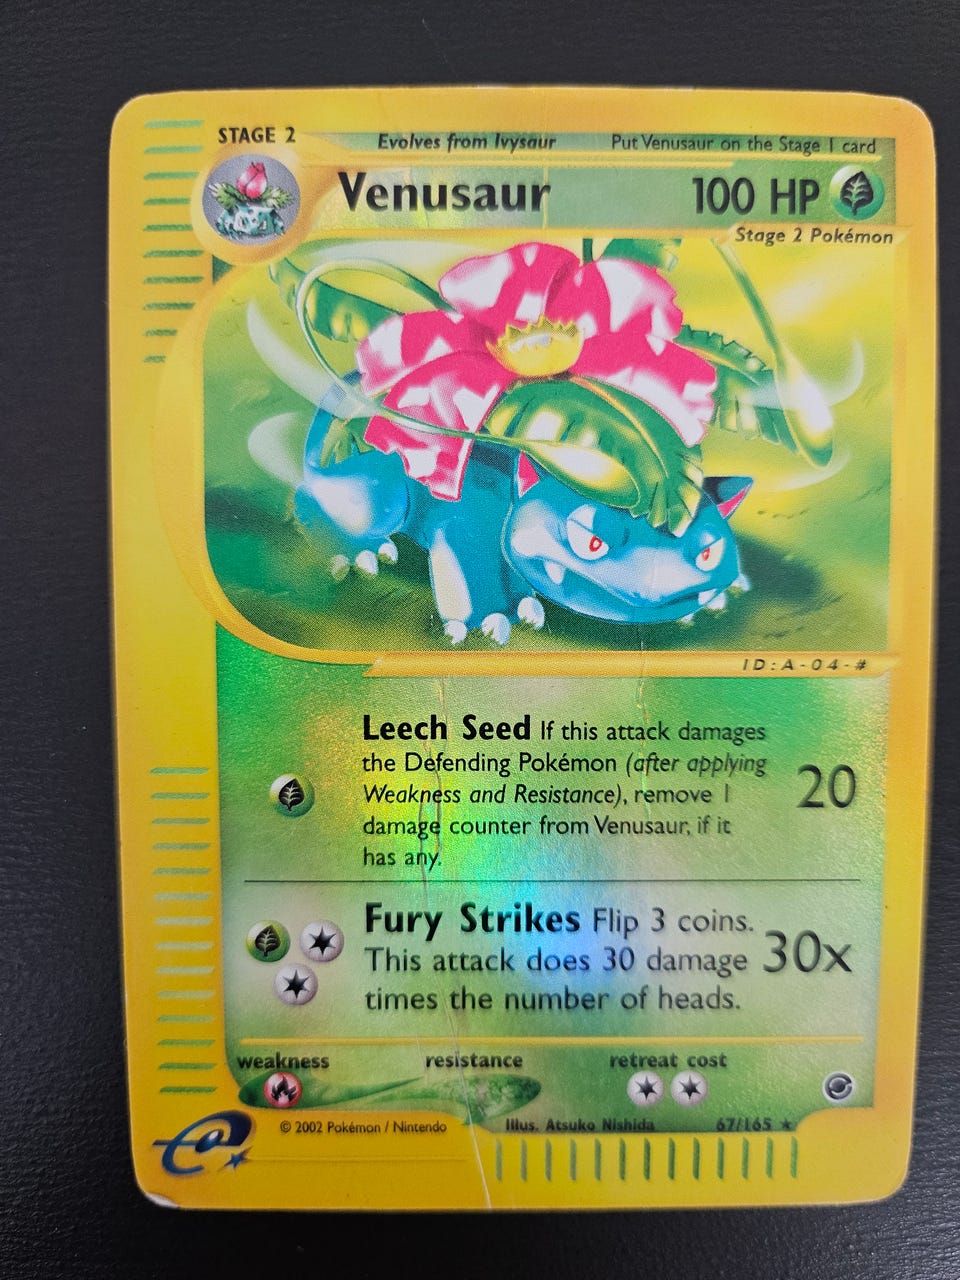 STAGE 2
Evolves from Ivysaur
Put Venusaur on the Stage 1 card
Venusaur
100 HP
Stage 2 Pokémon
ID:A-04-#
Leech Seed If this attack damages
the Defending Pokémon (after applying
Weakness and Resistance), remove 1
damage counter from Venusaur, if it
has any.
20
Fury Strikes Flip 3 coins.
This attack does 30 damage
times the number of heads.
30x
weakness
resistance
retreat cost
e
© 2002 Pokémon / Nintendo
Illus. Atsuko Nishida
67/165 ★